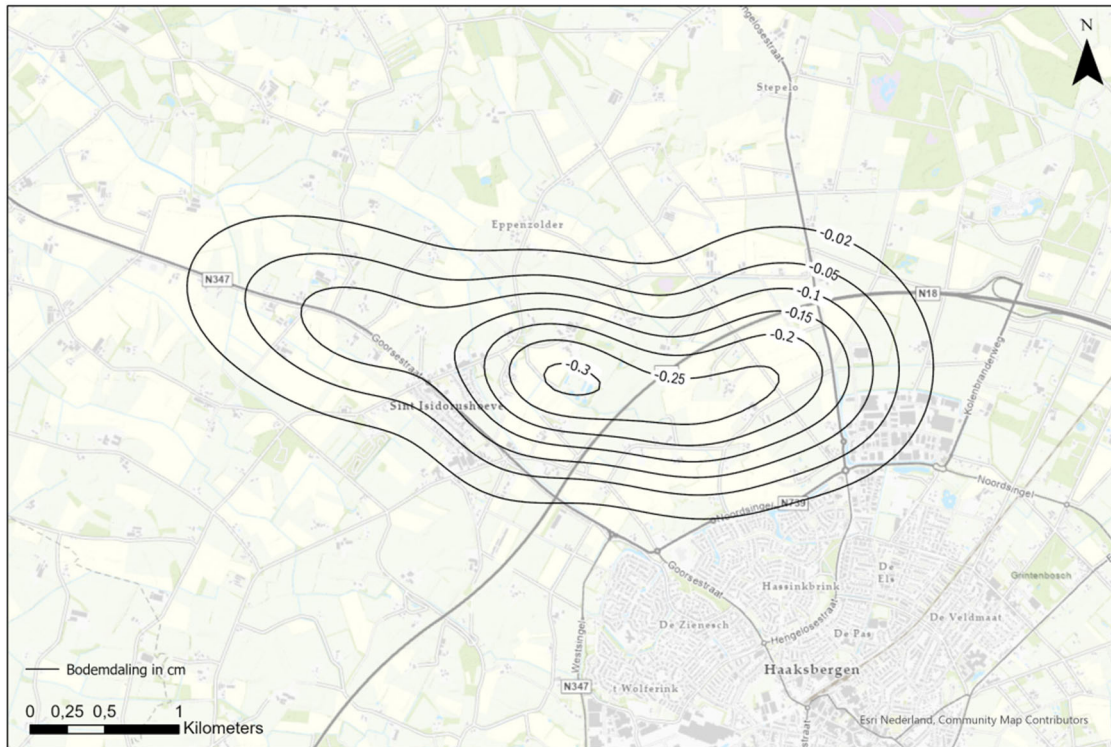 N
Hengelosestraat
Stepelo
Eppenzolder
-0.02
-0.05
-0.1
-0.15
-0.2
-0.25
-0.3
N347
N18
Goorsestraat
Kolenbranderweg
Sint Isidorushoeve
Noordsingel
N739
Noordsingel
Goorsestraat
Hassinkbrink
De
Els
Grintenbosch
De Zienesch
De Veldmaat
De Pas
Hengelosestraat
Westsingel
Haaksbergen
N347
't Wolferink
straat
Bodemdaling in cm
0 0,25 0,5 1
Kilometers
Esri Nederland, Community Map Contributors